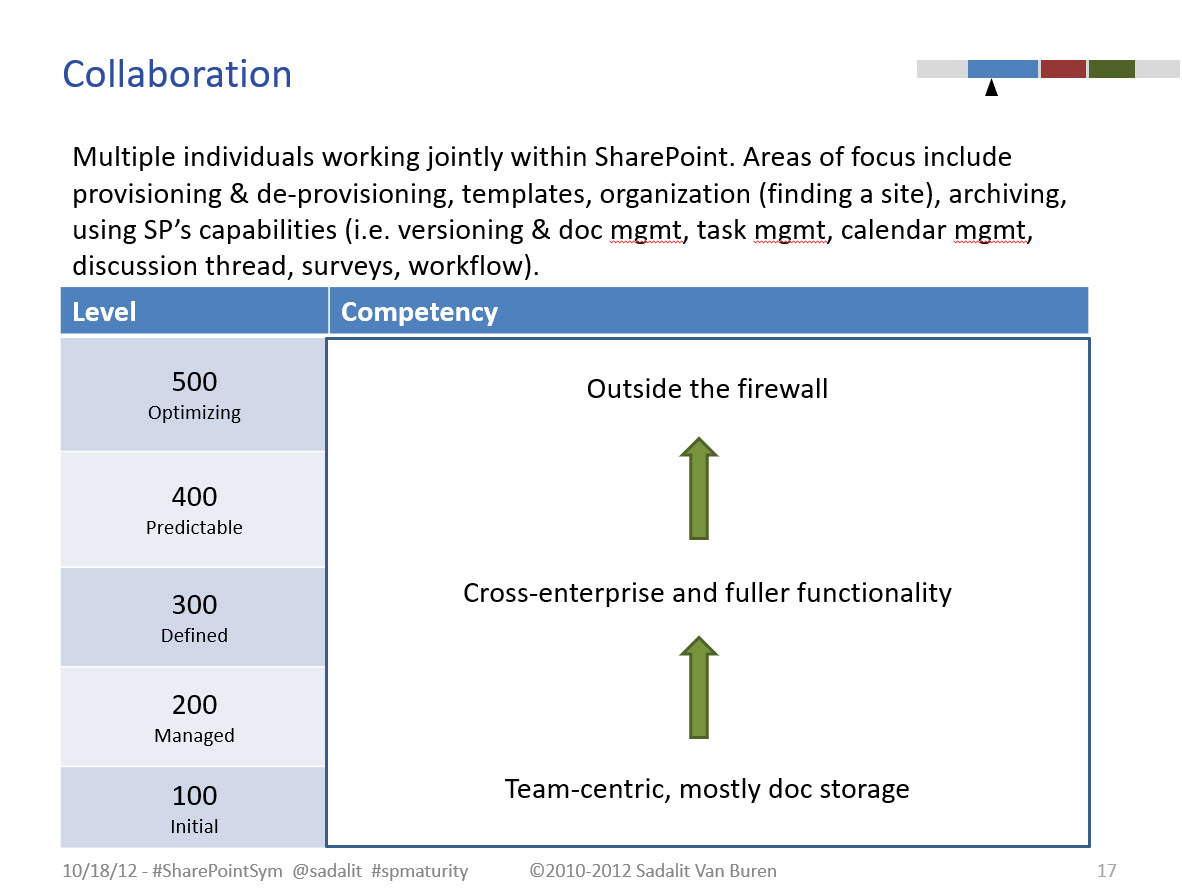 Collaboration
Multiple individuals working jointly within SharePoint. Areas of focus include
provisioning & de-provisioning, templates, organization (finding a site), archiving,
using SP’s capabilities (i.e. versioning & doc mgmt, task mgmt, calendar mgmt,
discussion thread, surveys, workflow).
Level Competency
500
Optimizing
Outside the firewall
400
Predictable
300
Defined
Cross-enterprise and fuller functionality
200
Managed
100
Initial
Team-centric, mostly doc storage
10/18/12 - #SharePointSym @sadalit #spmaturity ©2010-2012 Sadalit Van Buren 17